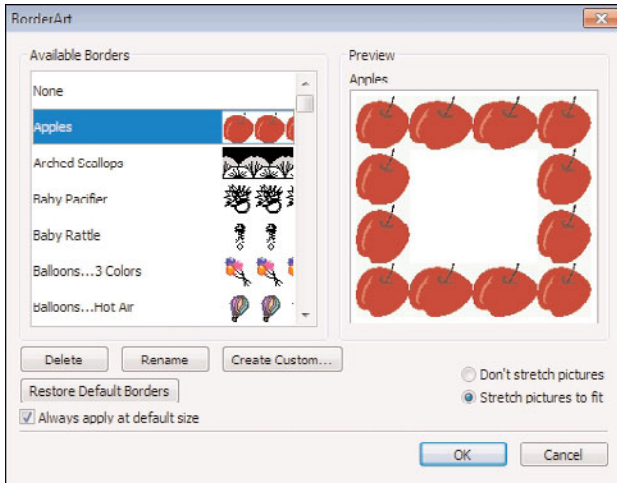 BorderArt
Available Borders
None
Apples
Arched Scallops
Baby Pacifier
Baby Rattle
Balloons...3 Colors
Balloons...Hot Air
Delete
Rename
Create Custom...
Restore Default Borders
Always apply at default size
Preview
Apples
Don't stretch pictures
Stretch pictures to fit
OK
Cancel